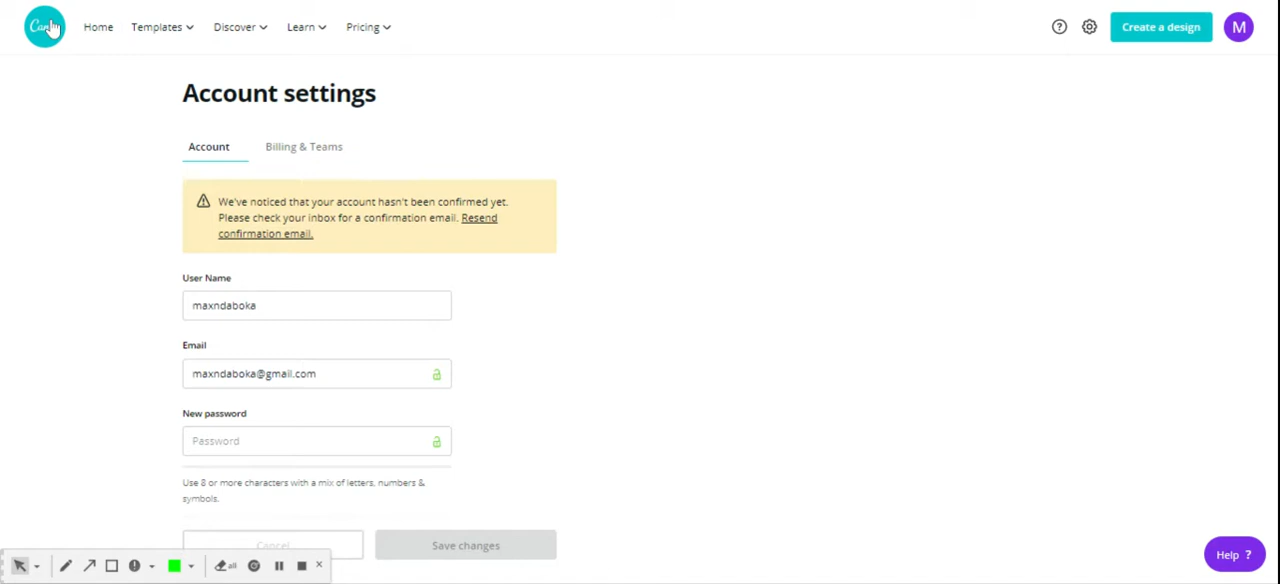 Can
Home Templates Discover Learn Pricing ? Create a design M
Account settings
Account Billing & Teams
We've noticed that your account hasn't been confirmed yet.
Please check your inbox for a confirmation email. Resend
confirmation email.
User Name
maxndaboka
Email
maxndaboka@gmail.com
New password
Password
Use 8 or more characters with a mix of letters, numbers &
symbols.
Cancel Save changes
all
Help ?